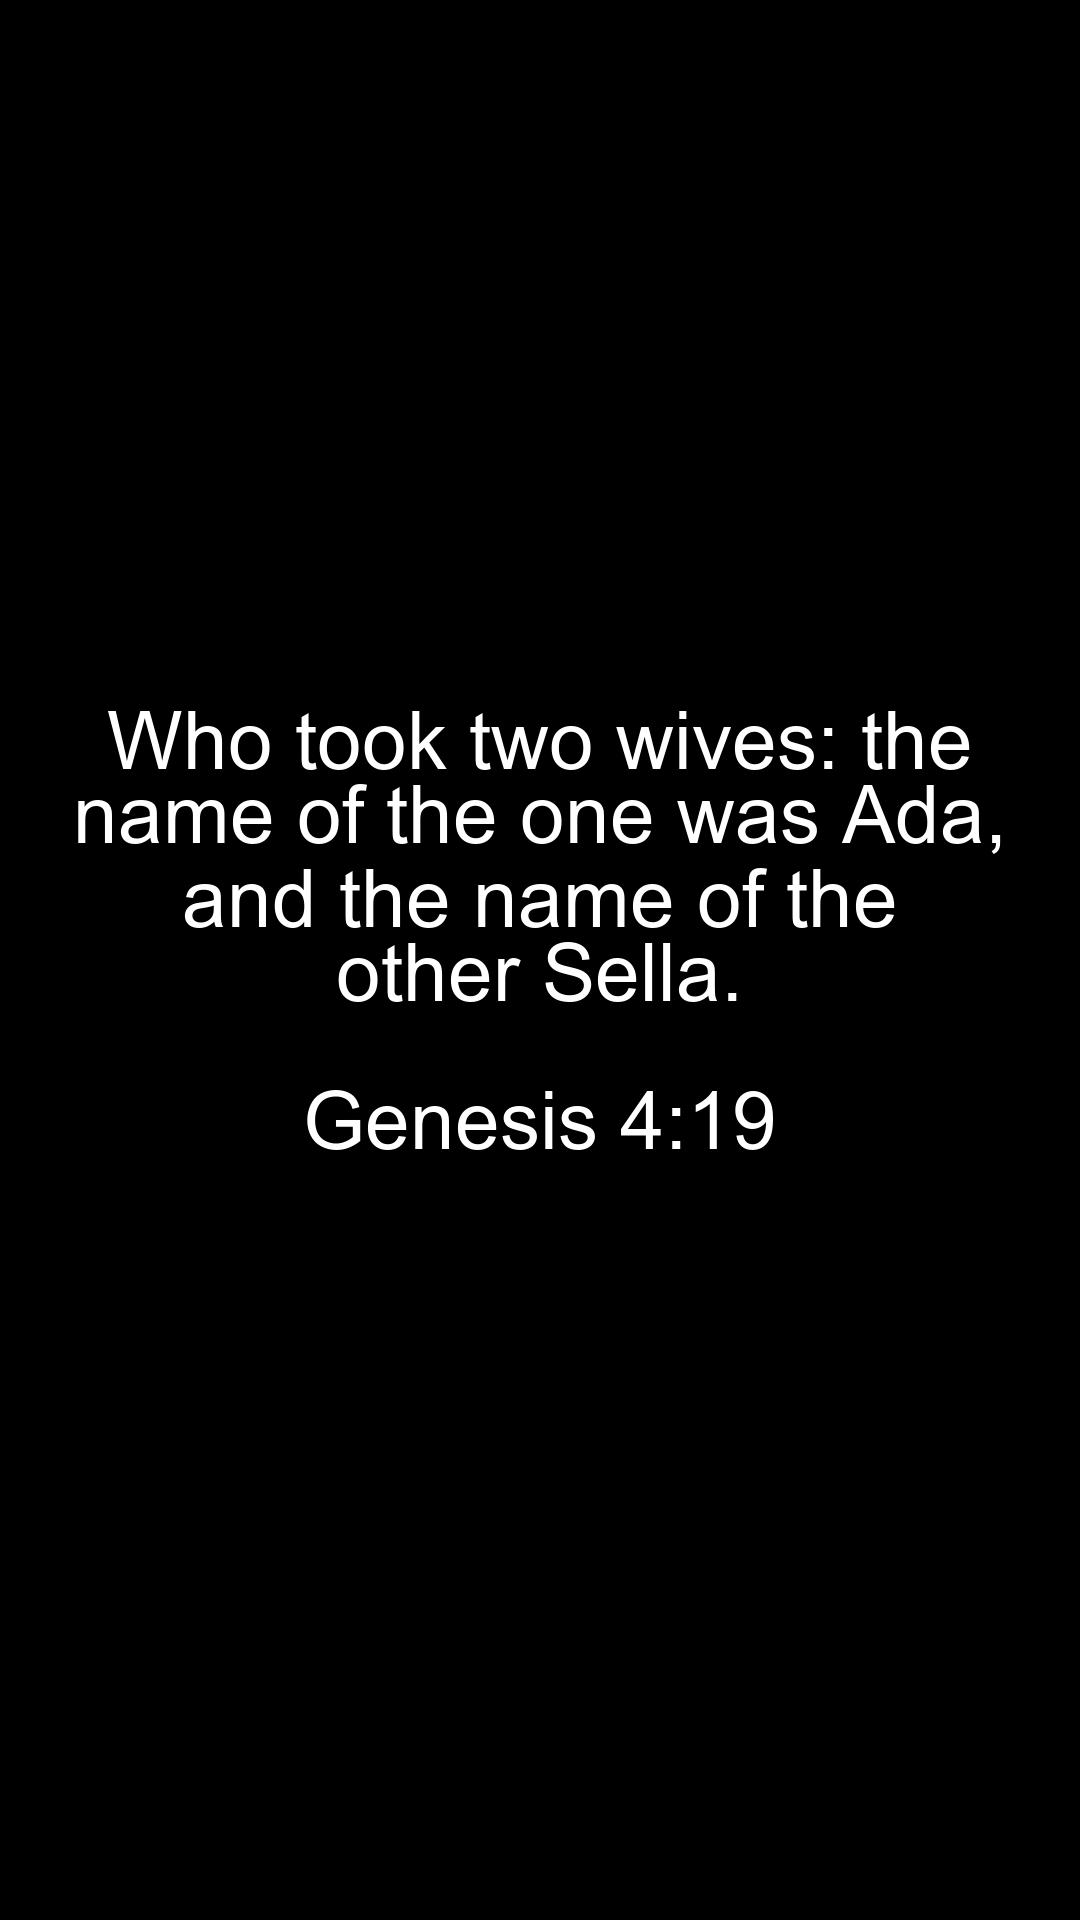 Who took two wives: the
name of the one was Ada,
and the name of the
other Sella.
Genesis 4:19